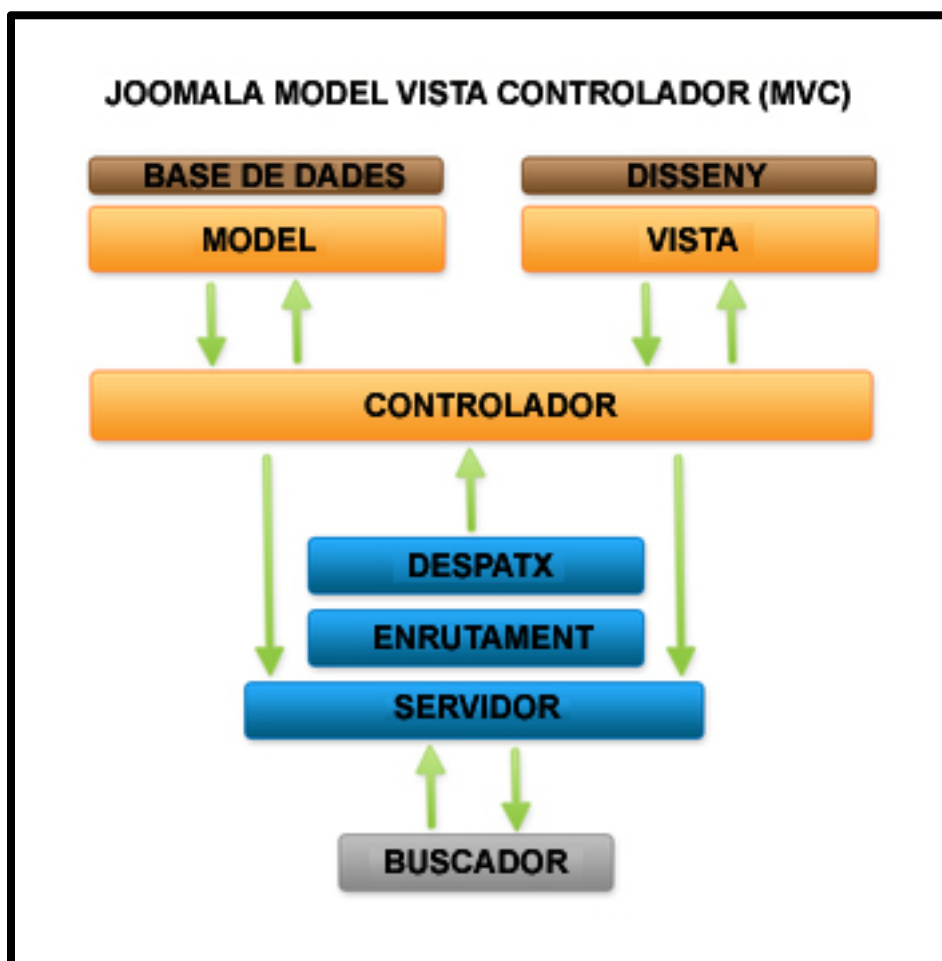 JOOMALA MODEL VISTA CONTROLADOR (MVC)
BASE DE DADES
DISSENY
MODEL
VISTA
CONTROLADOR
DESPATX
ENRUTAMENT
SERVIDOR
BUSCADOR